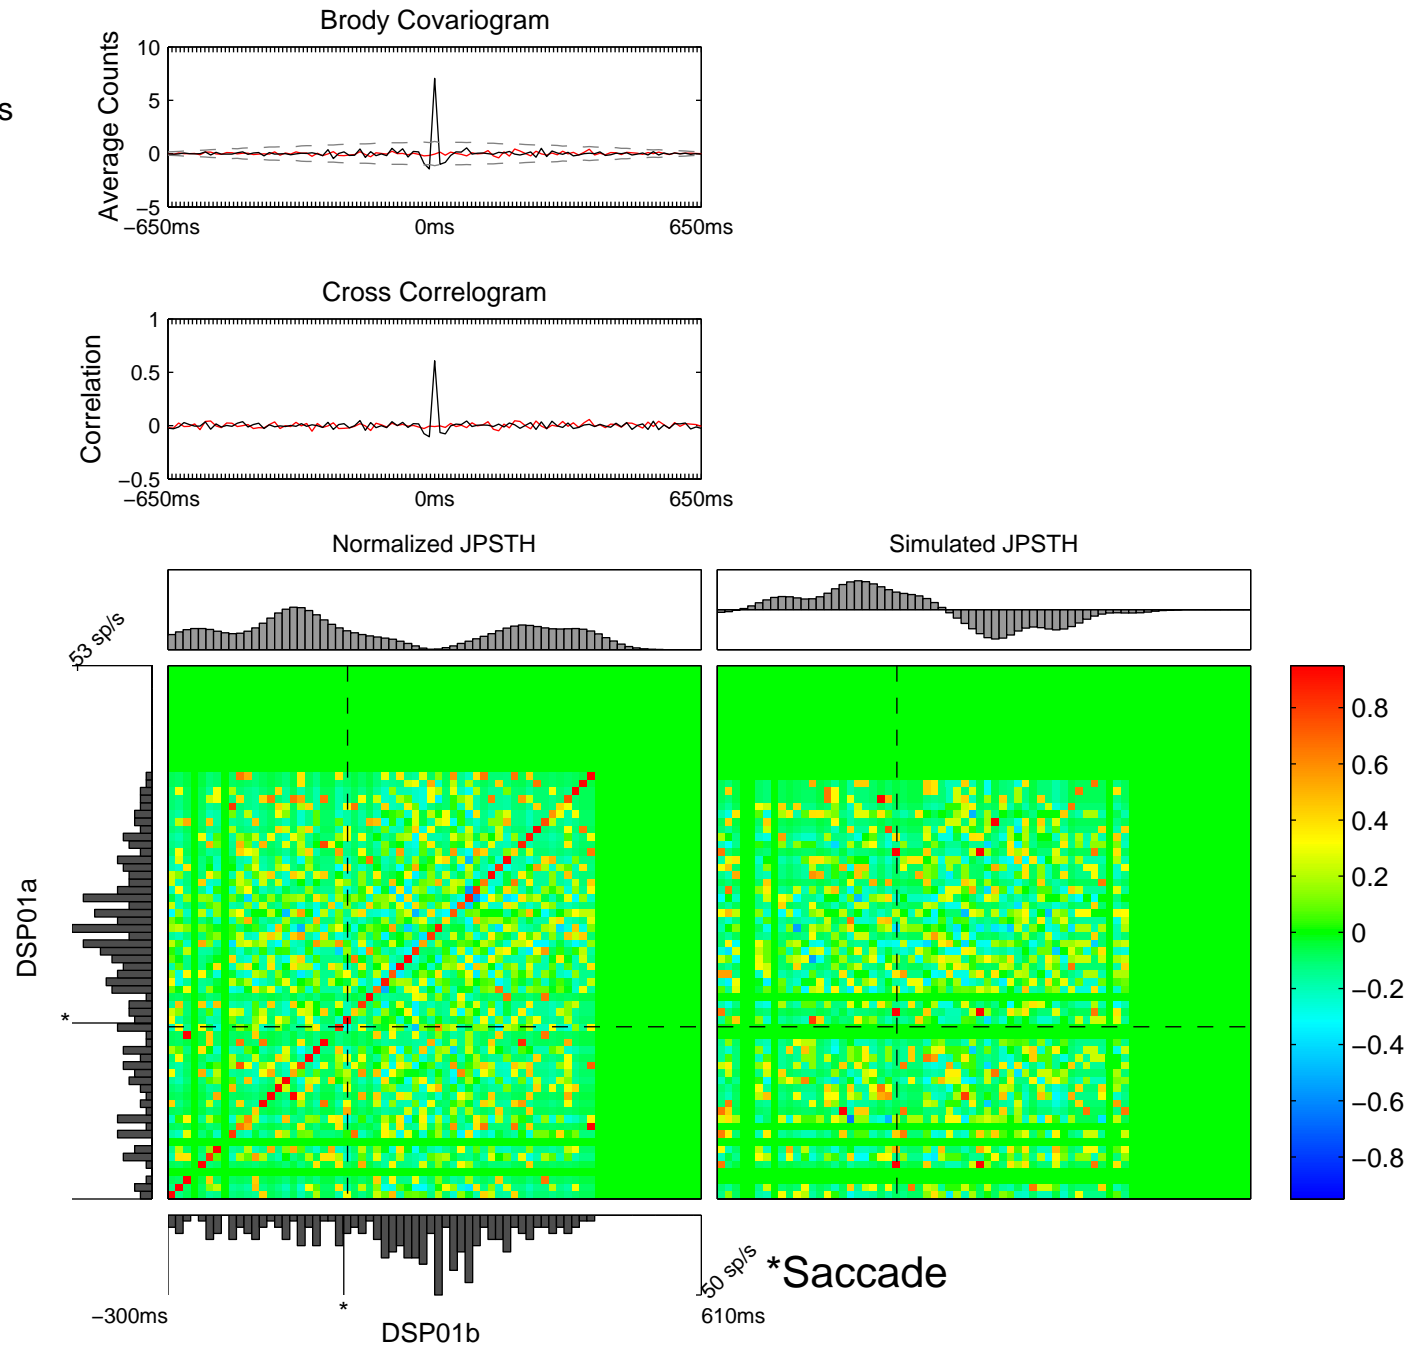 Brody Covariogram
Average Counts
10
5
0
−5
−650ms
0ms
650ms
s
Cross Correlogram
Correlation
1
0.5
0
−0.5
−650ms
0ms
650ms
Normalized JPSTH
Simulated JPSTH
53 sp/s
DSP01a
*
0.8
0.6
0.4
0.2
0
−0.2
−0.4
−0.6
−0.8
50 sp/s
*Saccade
−300ms
*
610ms
DSP01b